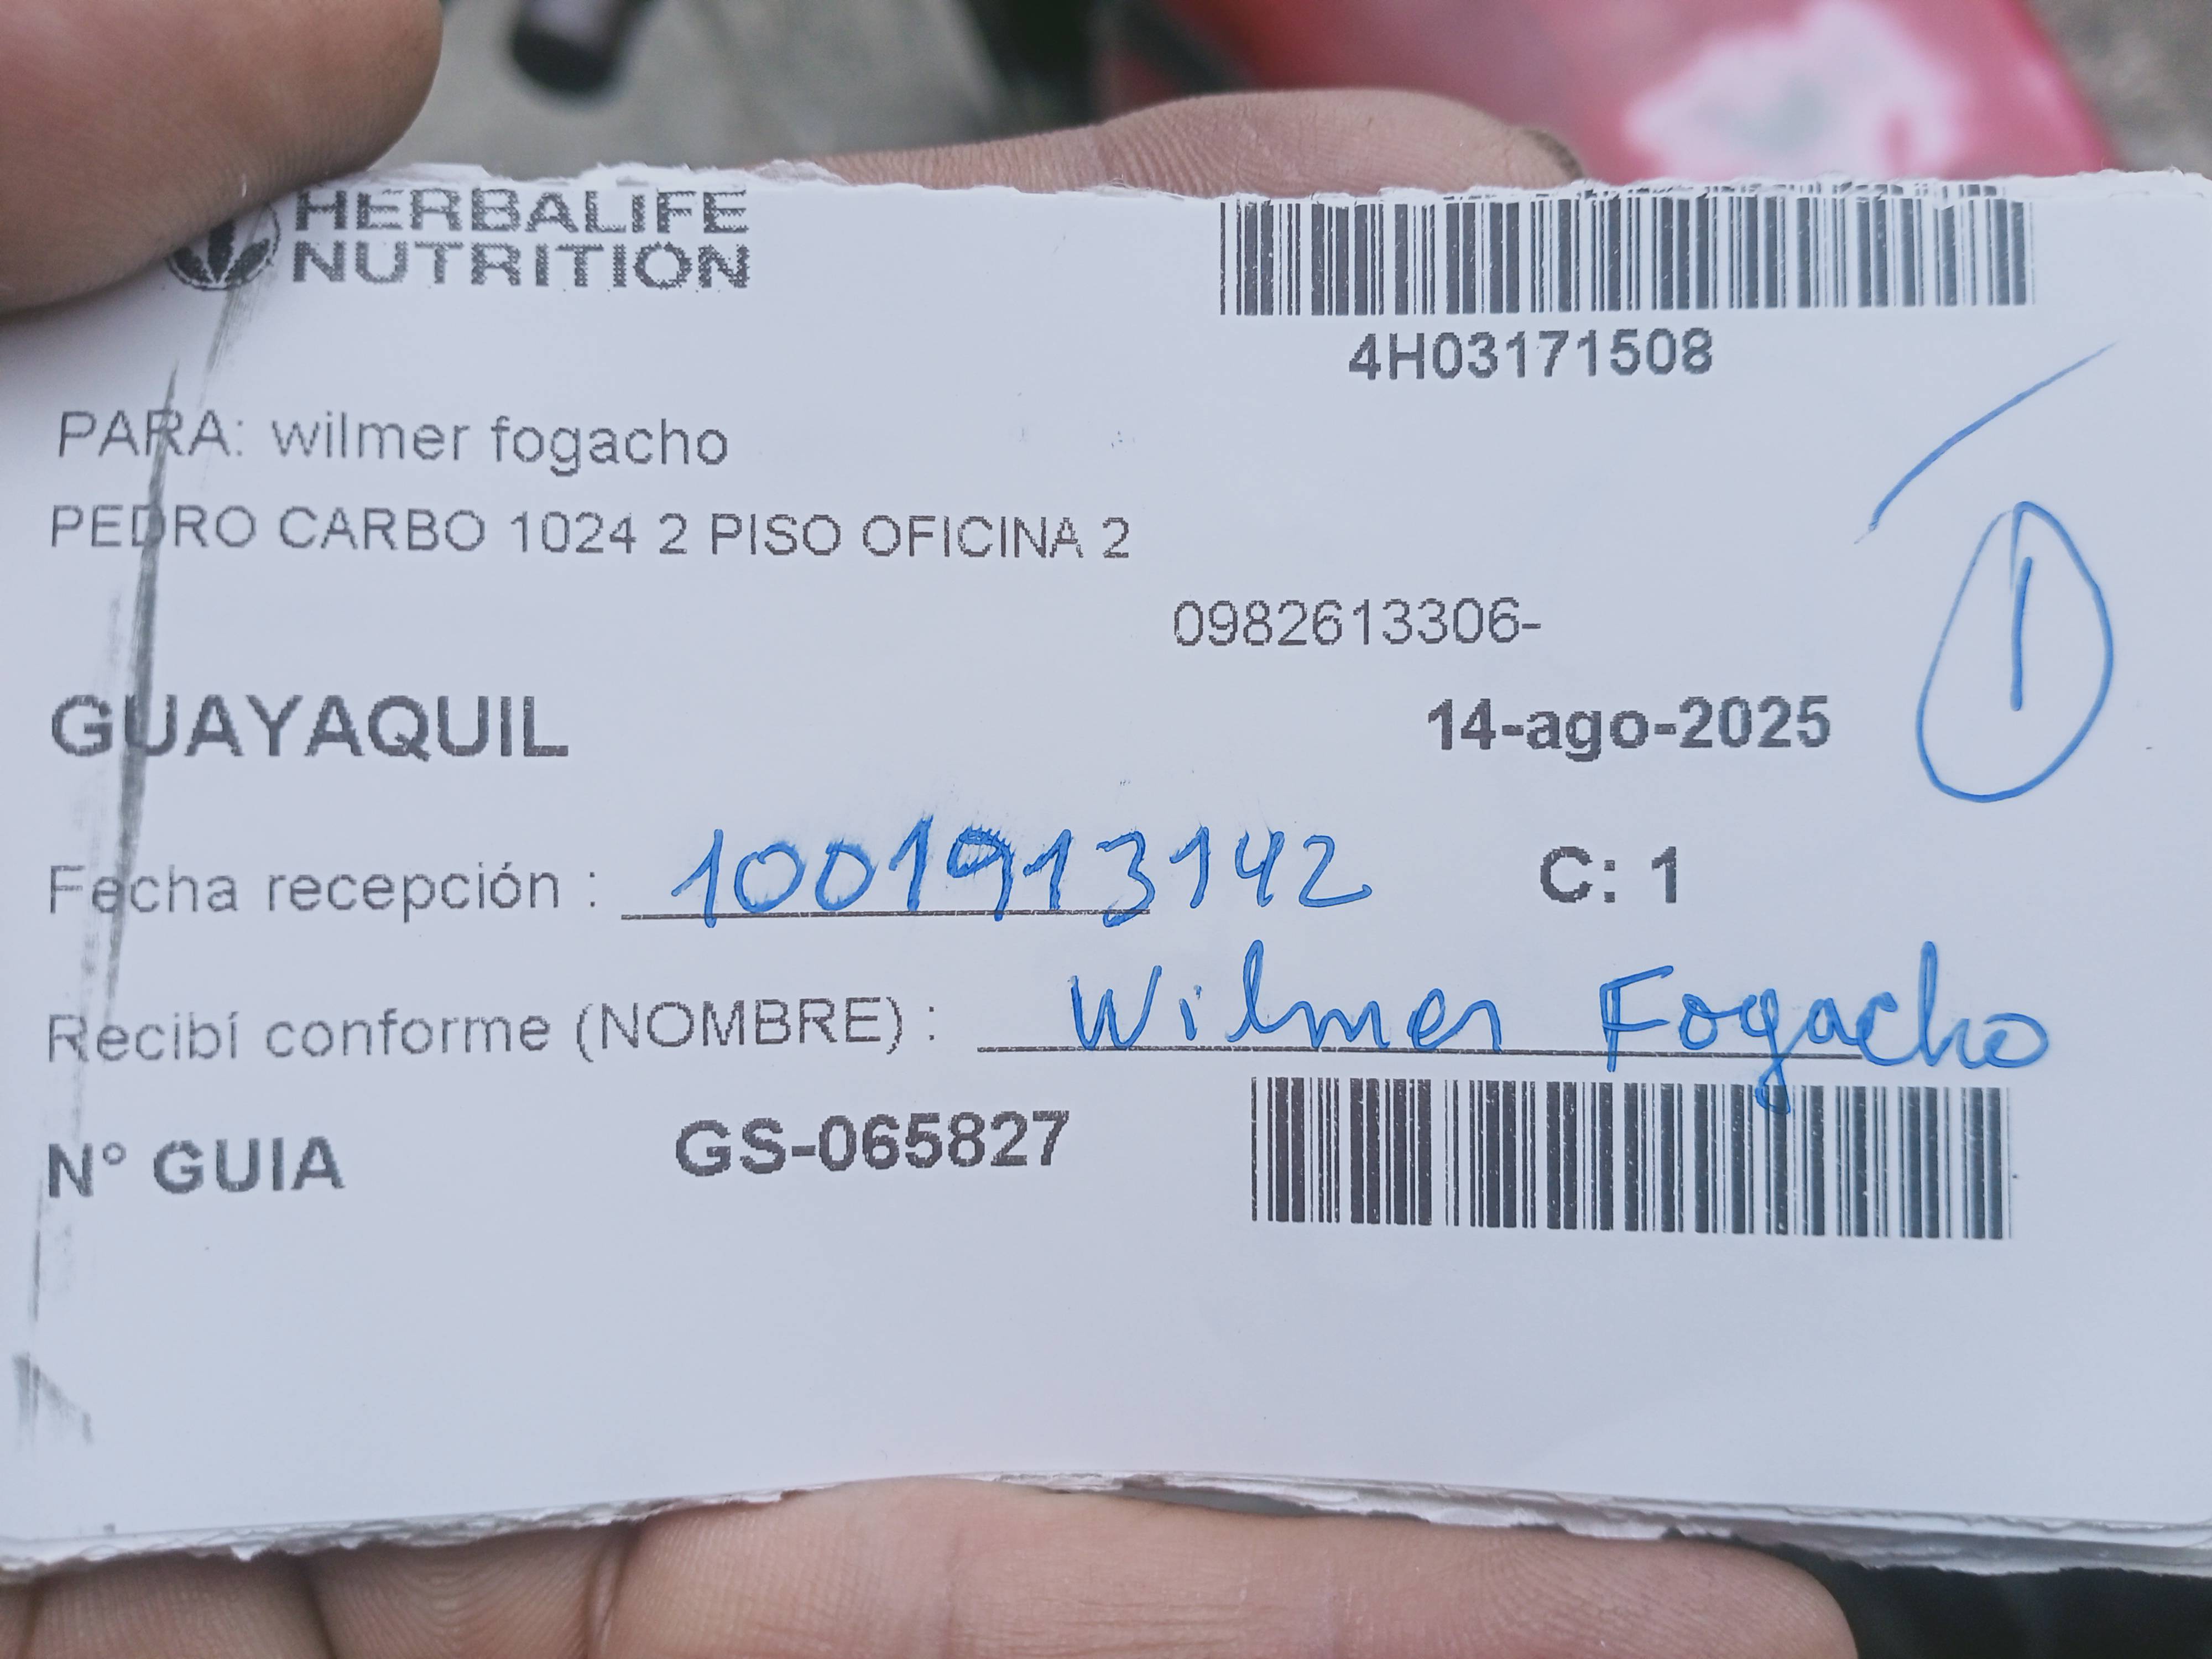 HERBALIFE
NUTRITION
4H03171508
PARA: wilmer fogacho
PEDRO CARBO 1024 2 PISO OFICINA 2
0982613306-
1
GUAYAQUIL
14-ago-2025
Fecha recepción : 1001913142
C: 1
Recibí conforme (NOMBRE) : Wilmer Fogacho
N° GUIA GS-065827